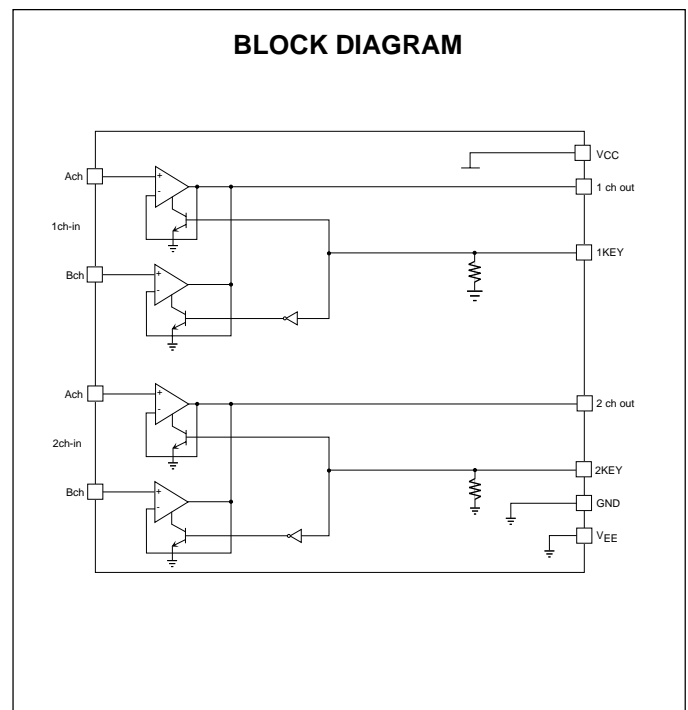 BLOCK DIAGRAM
VCC
Ach
+
-
1 ch out
1ch-in
1KEY
Bch
+
-
Ach
+
-
2 ch out
2ch-in
2KEY
Bch
+
-
GND
VEE